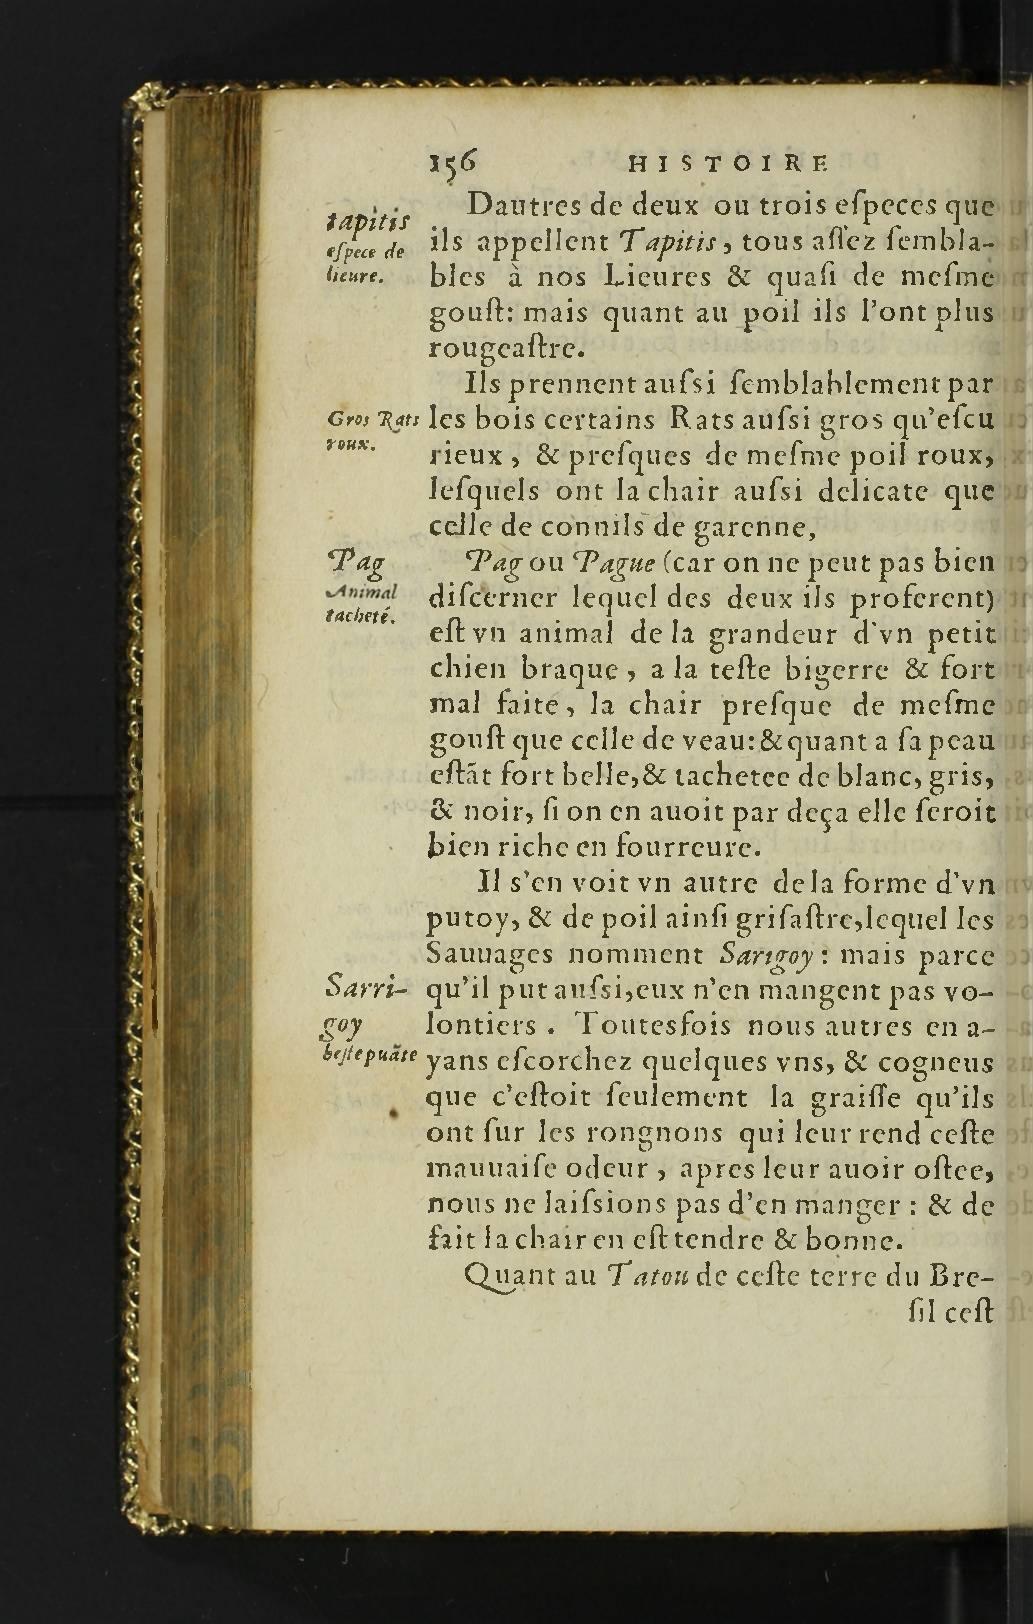 156 HISTOIRE
Dautres de deux ou trois eſpeces que
tapitis
eſpece de
lieure.
ils appellent Tapitis, tous aſſez ſembla-
bles à nos Lieures & quaſi de meſme
gouſt: mais quant au poil ils l'ont plus
rougeaſtre.
Ils prennent auſsi ſemblablement par
Gros Rats
roux.
les bois certains Rats auſsi gros qu'eſcu
rieux, & preſques de meſme poil roux,
leſquels ont la chair auſsi delicate que
celle de connils de garenne,
Pag
Animal
tacheté.
Pag ou Pague (car on ne peut pas bien
diſcerner lequel des deux ils proferent)
eſt vn animal de la grandeur d'vn petit
chien braque, a la teſte bigerre & fort
mal faite, la chair preſque de meſme
gouſt que celle de veau: & quant a ſa peau
eſtãt fort belle, & tachetee de blanc, gris,
& noir, ſi on en auoit par deça elle ſeroit
bien riche en fourreure.
Il s'en voit vn autre de la forme d'vn
putoy, & de poil ainſi griſaſtre, lequel les
Sauuages nomment Sarigoy: mais parce
Sarri-
goy
beſte puãte
qu'il put auſsi, eux n'en mangent pas vo-
lontiers. Toutesfois nous autres en a-
yans eſcorchez quelques vns, & cogneus
que c'eſtoit ſeulement la graiſſe qu'ils
ont ſur les rongnons qui leur rend ceſte
mauuaiſe odeur, apres leur auoir oſtee,
nous ne laiſsions pas d'en manger: & de
fait la chair en eſt tendre & bonne.
Quant au Tatou de ceſte terre du Bre-
ſil ceſt